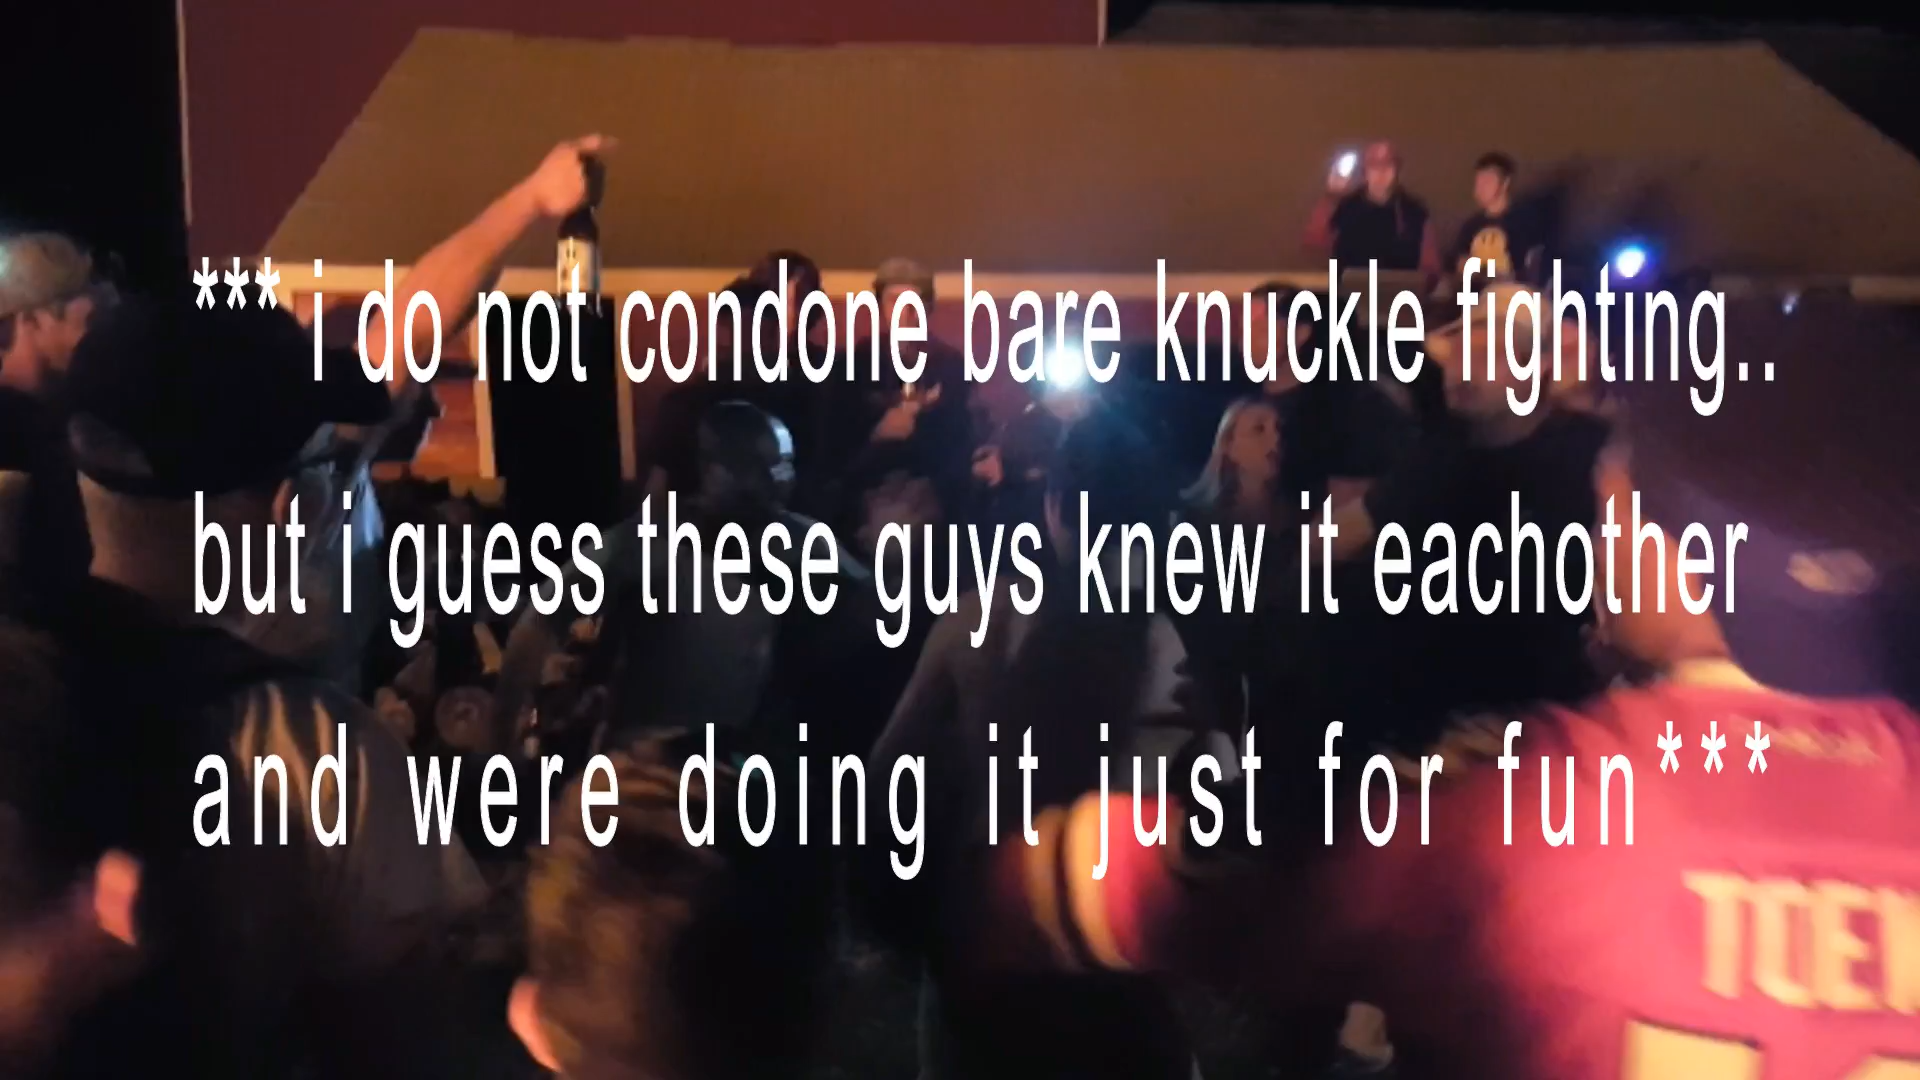 *** i do not condone bare knuckle fighting..
but i guess these guys knew it eachother
and were doing it just for fun***